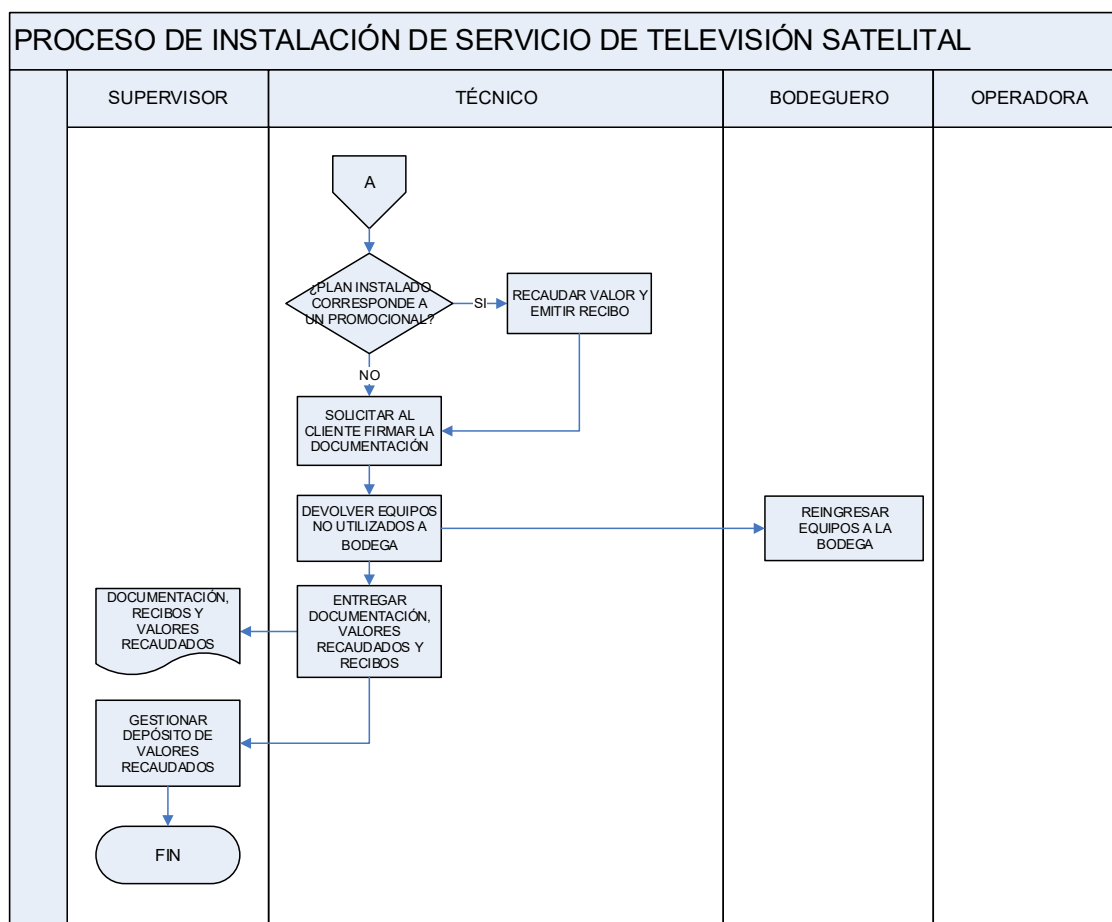 PROCESO DE INSTALACIÓN DE SERVICIO DE TELEVISIÓN SATELITAL
SUPERVISOR
TÉCNICO
BODEGUERO
OPERADORA
A
¿PLAN INSTALADO
CORRESPONDE A
UN PROMOCIONAL?
SI
RECAUDAR VALOR Y
EMITIR RECIBO
NO
SOLICITAR AL
CLIENTE FIRMAR LA
DOCUMENTACIÓN
DEVOLVER EQUIPOS
NO UTILIZADOS A
BODEGA
REINGRESAR
EQUIPOS A LA
BODEGA
DOCUMENTACIÓN,
RECIBOS Y
VALORES
RECAUDADOS
ENTREGAR
DOCUMENTACIÓN,
VALORES
RECAUDADOS Y
RECIBOS
GESTIONAR
DEPÓSITO DE
VALORES
RECAUDADOS
FIN